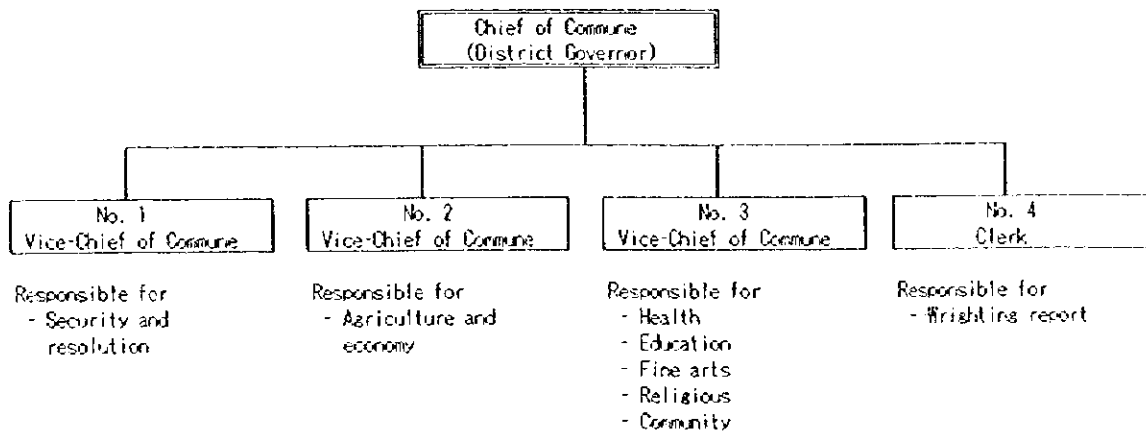 Chief of Commune
(District Governor)
No. 1
Vice-Chief of Commune
Responsible for
- Security and
resolution
No. 2
Vice-Chief of Commune
Responsible for
- Agriculture and
economy
No. 3
Vice-Chief of Commune
Responsible for
- Health
- Education
- Fine arts
- Religious
- Community
No. 4
Clerk
Responsible for
- Wrighting report